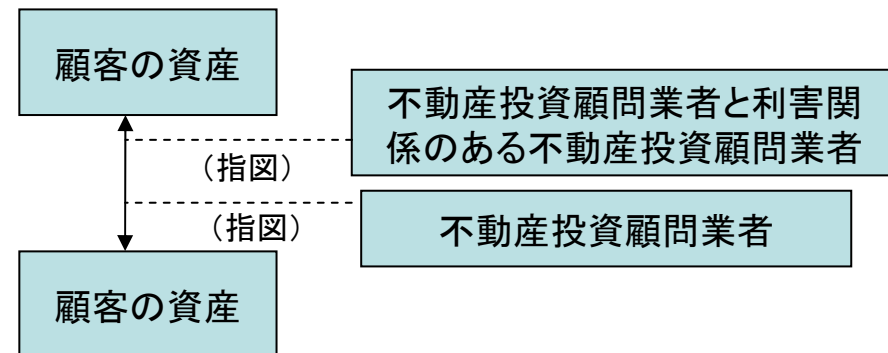 顧客の資産
不動産投資顧問業者と利害関
係のある不動産投資顧問業者
（指図）
（指図）
不動産投資顧問業者
顧客の資産